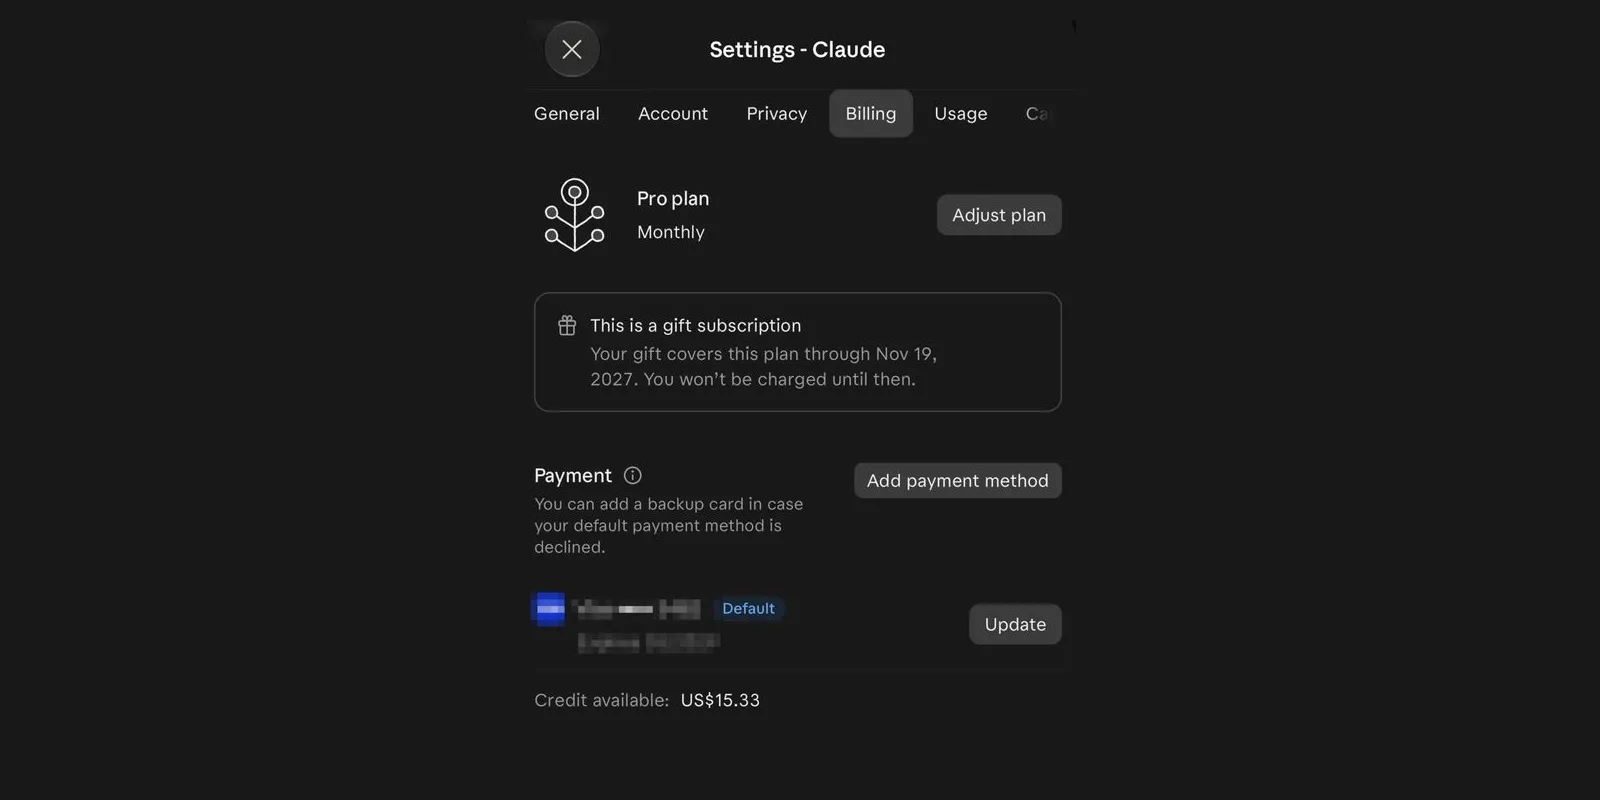 Settings - Claude
General Account Privacy Billing Usage Ca
Pro plan
Monthly
Adjust plan
This is a gift subscription
Your gift covers this plan through Nov 19,
2027. You won’t be charged until then.
Payment
Add payment method
You can add a backup card in case
your default payment method is
declined.
Default
Update
Credit available: US$15.33